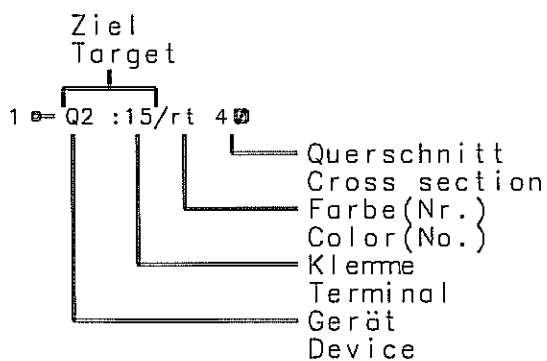 Ziel
Target
1 Q2 :15/rt 4
Querschnitt
Cross section
Farbe(Nr.)
Color(No.)
Klemme
Terminal
Gerät
Device